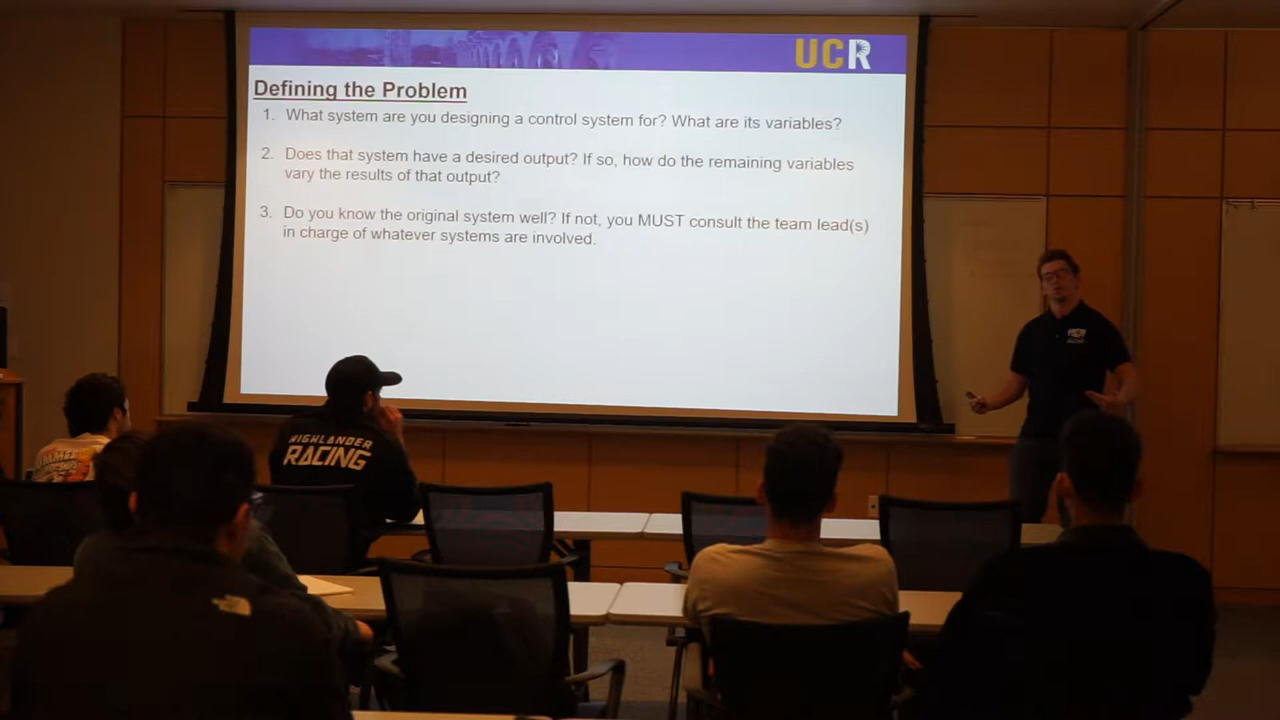 UCR
Defining the Problem
1. What system are you designing a control system for? What are its variables?
2. Does that system have a desired output? If so, how do the remaining variables
vary the results of that output?
3. Do you know the original system well? If not, you MUST consult the team lead(s)
in charge of whatever systems are involved.
HIGHLANDER
RACING